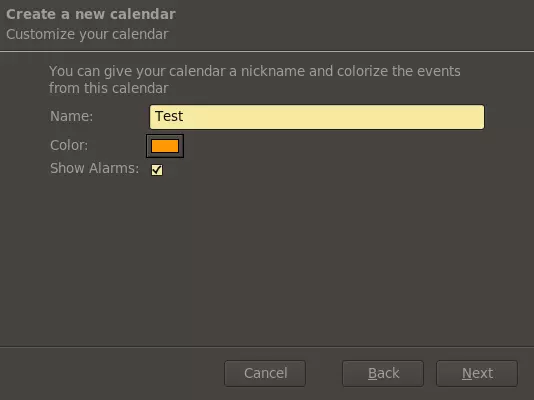 Create a new calendar
Customize your calendar
You can give your calendar a nickname and colorize the events
from this calendar
Name: Test
Color:
Show Alarms:
Cancel Back Next